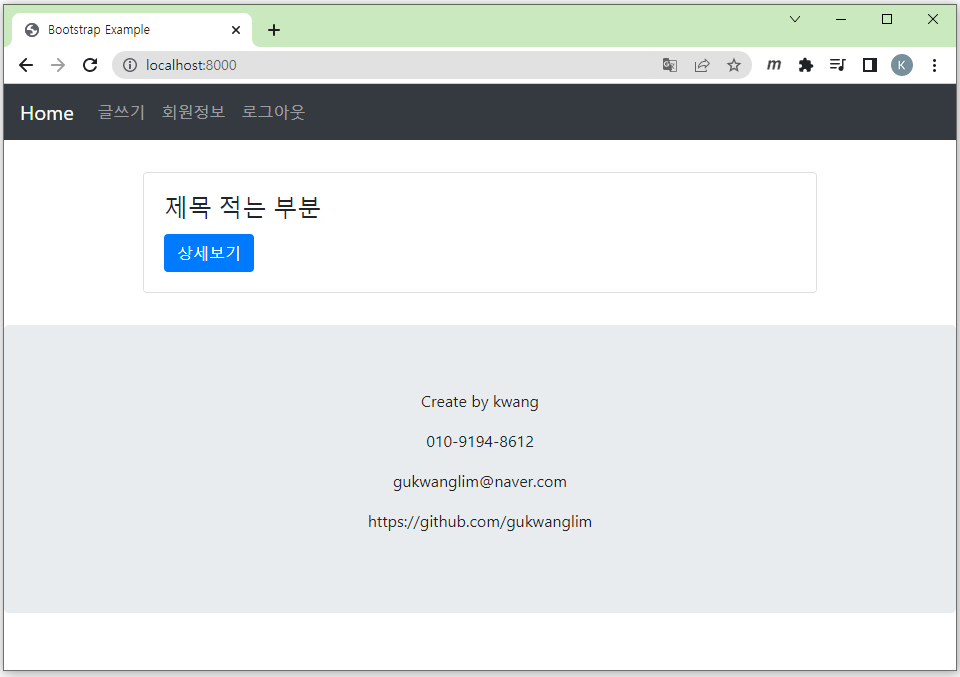 Bootstrap Example
localhost:8000
K
Home 글쓰기 회원정보 로그아웃
제목 적는 부분
상세보기
Create by kwang
010-9194-8612
gukwanglim@naver.com
https://github.com/gukwanglim